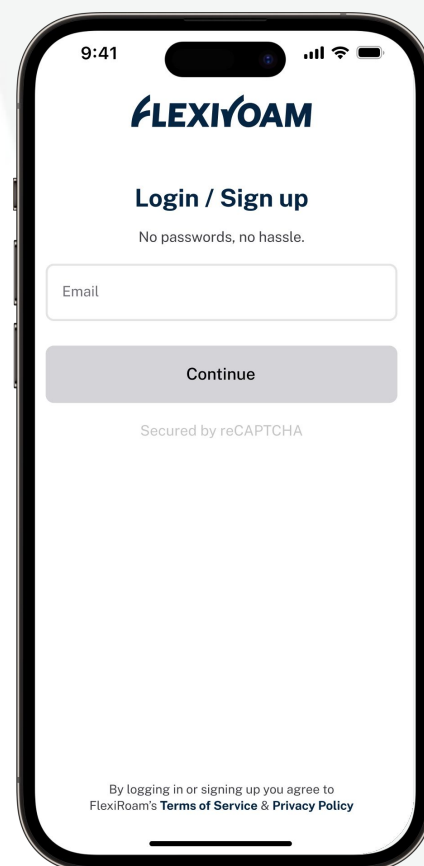 9:41
FLEXIROAM
Login / Sign up
No passwords, no hassle.
Email
Continue
Secured by reCAPTCHA
By logging in or signing up you agree to
FlexiRoam's Terms of Service & Privacy Policy